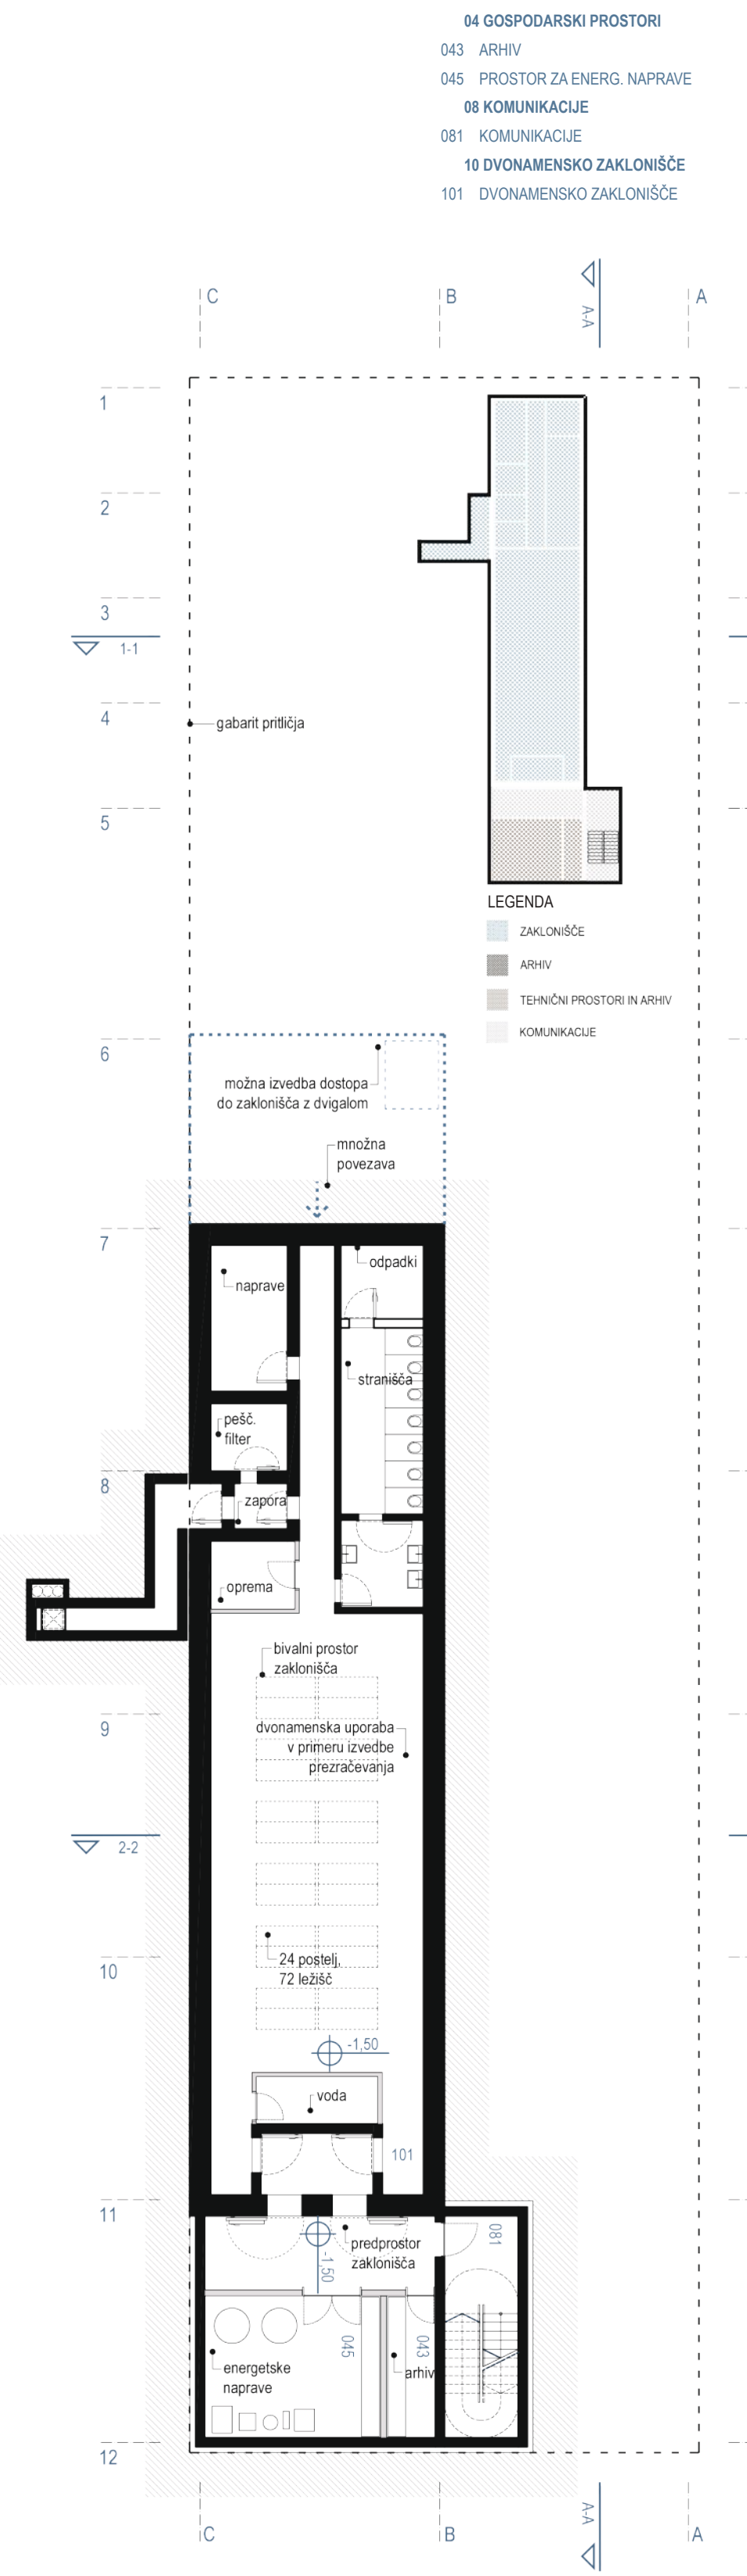 04 GOSPODARSKI PROSTORI
043 ARHIV
045 PROSTOR ZA ENERG. NAPRAVE
08 KOMUNIKACIJE
081 KOMUNIKACIJE
10 DVONAMENSKO ZAKLONIŠČE
101 DVONAMENSKO ZAKLONIŠČE
C
B
A-A
A
1
2
3
1-1
4
gabarit pritličja
5
LEGENDA
ZAKLONIŠČE
ARHIV
TEHNIČNI PROSTORI IN ARHIV
KOMUNIKACIJE
6
možna izvedba dostopa
do zaklonišča z dvigalom
množna
povezava
7
odpadki
naprave
stranišča
pešč.
filter
8
zapora
oprema
bivalni prostor
zaklonišča
9
dvonamenska uporaba
v primeru izvedbe
prezračevanja
2-2
24 postelj,
72 ležišč
10
-1,50
voda
101
11
081
predprostor
zaklonišča
-1,50
045
043
energetske
naprave
arhiv
12
C
B
A-A
A